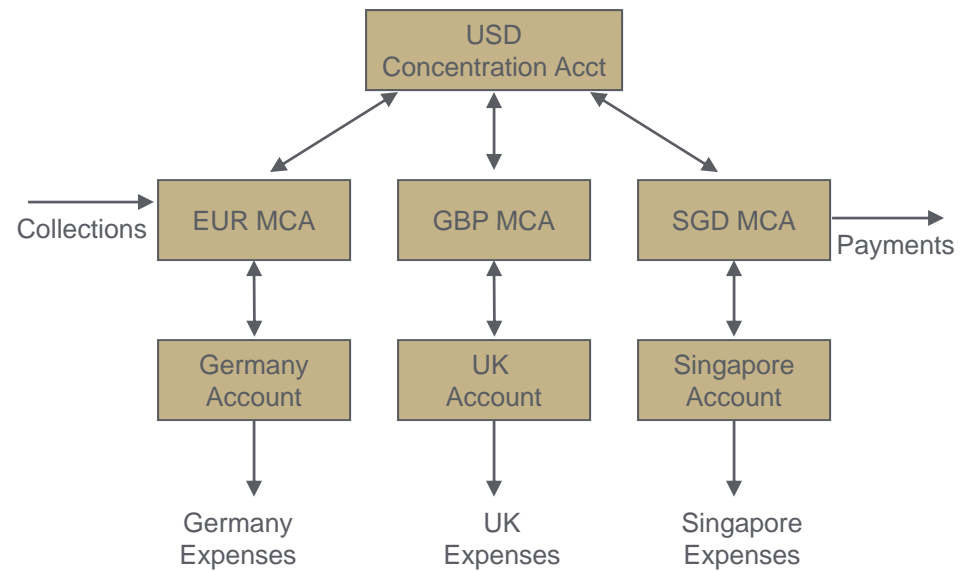 USD
Concentration Acct
Collections
EUR MCA
GBP MCA
SGD MCA
Payments
Germany
Account
UK
Account
Singapore
Account
Germany
Expenses
UK
Expenses
Singapore
Expenses